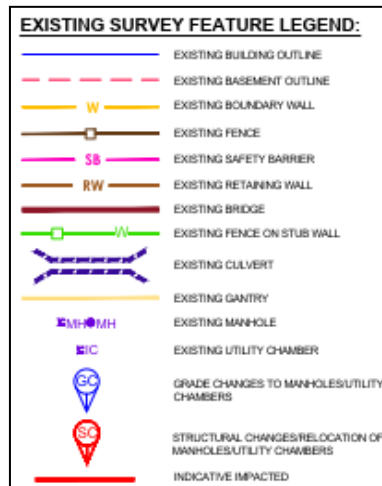 EXISTING SURVEY FEATURE LEGEND:
EXISTING BUILDING OUTLINE
EXISTING BASEMENT OUTLINE
W EXISTING BOUNDARY WALL
EXISTING FENCE
SB EXISTING SAFETY BARRIER
RW EXISTING RETAINING WALL
EXISTING BRIDGE
W EXISTING FENCE ON STUB WALL
EXISTING CULVERT
EXISTING GANTRY
MH MH EXISTING MANHOLE
IC EXISTING UTILITY CHAMBER
GC GRADE CHANGES TO MANHOLES/UTILITY
CHAMBERS
SC STRUCTURAL CHANGES/RELOCATION OF
MANHOLES/UTILITY CHAMBERS
INDICATIVE IMPACTED